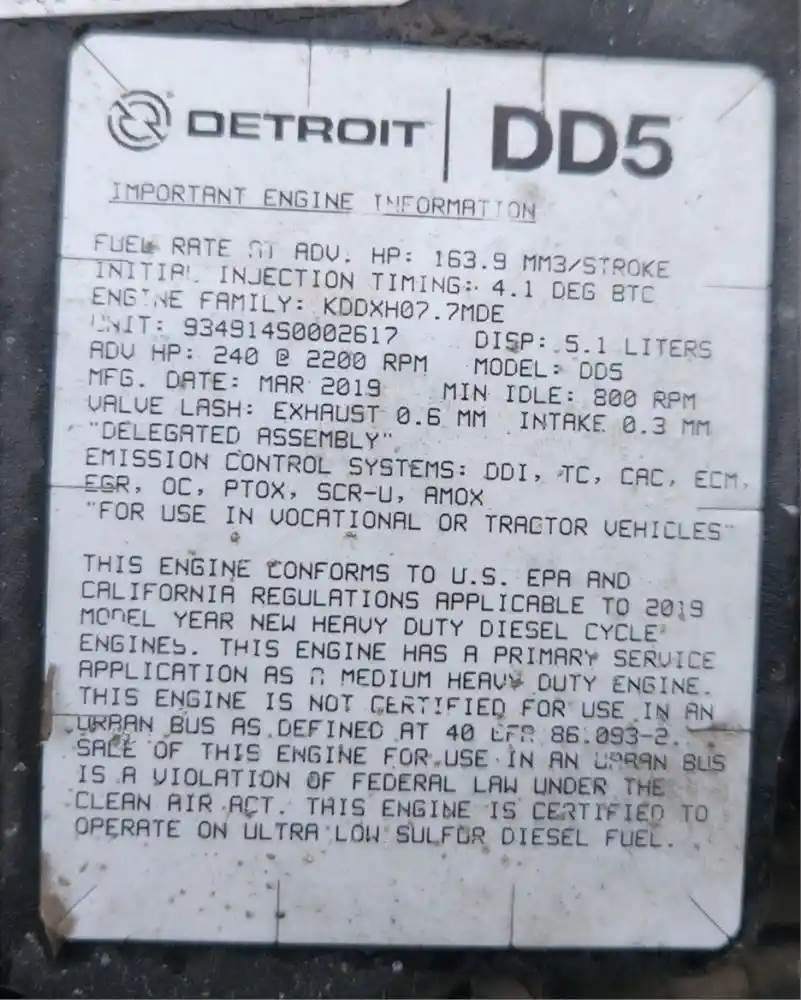 DETROIT | DD5
IMPORTANT ENGINE INFORMATION
FUEL RATE AT ADV. HP: 163.9 MM3/STROKE
INITIAL INJECTION TIMING: 4.1 DEG BTC
ENGINE FAMILY: KDDXH07.7MDE
UNIT: 934914S0002617 DISP: 5.1 LITERS
ADV HP: 240 @ 2200 RPM MODEL: DD5
MFG. DATE: MAR 2019 MIN IDLE: 800 RPM
VALVE LASH: EXHAUST 0.6 MM INTAKE 0.3 MM
"DELEGATED ASSEMBLY"
EMISSION CONTROL SYSTEMS: DDI, TC, CAC, ECM,
EGR, OC, PTOX, SCR-U, AMOX
"FOR USE IN VOCATIONAL OR TRACTOR VEHICLES"
THIS ENGINE CONFORMS TO U.S. EPA AND
CALIFORNIA REGULATIONS APPLICABLE TO 2019
MODEL YEAR NEW HEAVY DUTY DIESEL CYCLE
ENGINES. THIS ENGINE HAS A PRIMARY SERVICE
APPLICATION AS A MEDIUM HEAVY DUTY ENGINE.
THIS ENGINE IS NOT CERTIFIED FOR USE IN AN
URBAN BUS AS DEFINED AT 40 CFR 86.093-2.
SALE OF THIS ENGINE FOR USE IN AN URBAN BUS
IS A VIOLATION OF FEDERAL LAW UNDER THE
CLEAN AIR ACT. THIS ENGINE IS CERTIFIED TO
OPERATE ON ULTRA LOW SULFUR DIESEL FUEL.